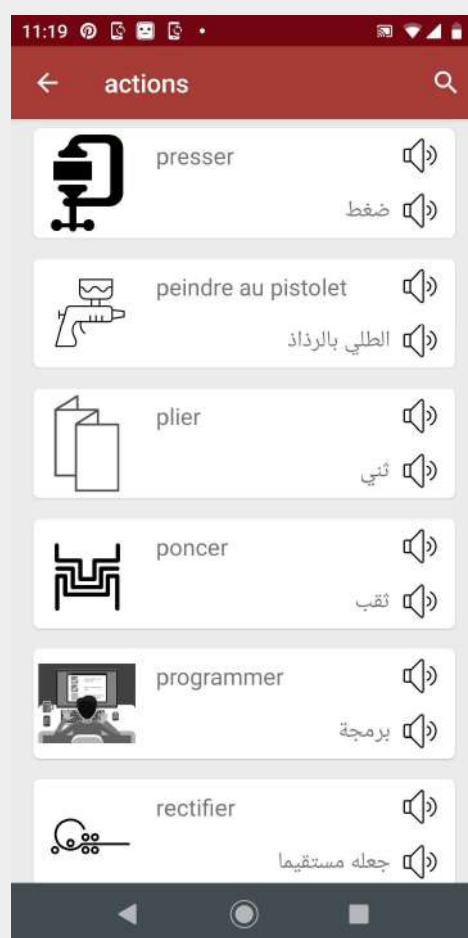 11:19
actions
presser
ضغط
peindre au pistolet
الطلي بالرذاذ
plier
ثني
poncer
ثقب
programmer
برمجة
rectifier
جعله مستقيما